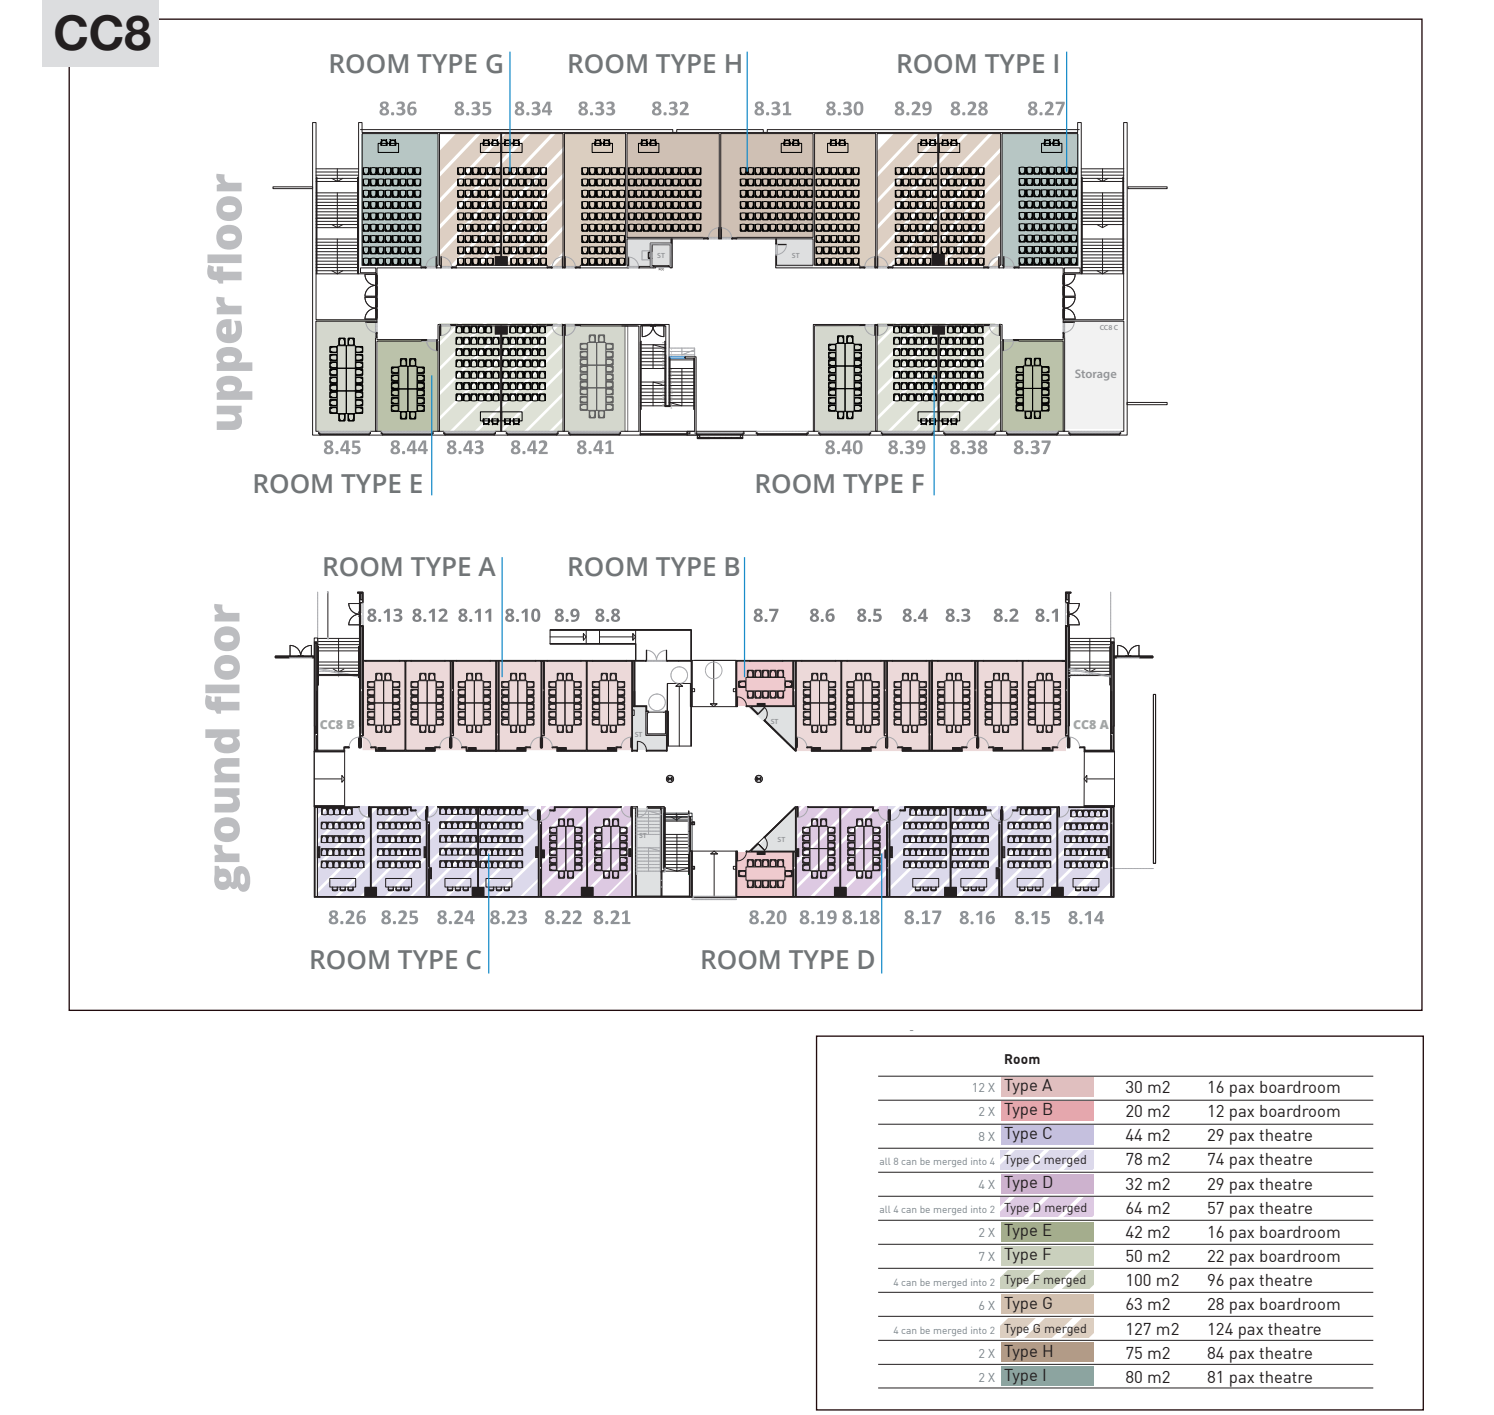 CC8
ROOM TYPE G ROOM TYPE H ROOM TYPE I
8.36 8.35 8.34 8.33 8.32 8.31 8.30 8.29 8.28 8.27
upper floor
ST ST
CC8 C
Storage
8.45 8.44 8.43 8.42 8.41 8.40 8.39 8.38 8.37
ROOM TYPE E ROOM TYPE F
ROOM TYPE A ROOM TYPE B
8.13 8.12 8.11 8.10 8.9 8.8 8.7 8.6 8.5 8.4 8.3 8.2 8.1
ground floor
CC8 B ST ST CC8 A
ST ST
8.26 8.25 8.24 8.23 8.22 8.21 8.20 8.19 8.18 8.17 8.16 8.15 8.14
ROOM TYPE C ROOM TYPE D
Room
12 X Type A 30 m2 16 pax boardroom
2 X Type B 20 m2 12 pax boardroom
8 X Type C 44 m2 29 pax theatre
all 8 can be merged into 4 Type C merged 78 m2 74 pax theatre
4 X Type D 32 m2 29 pax theatre
all 4 can be merged into 2 Type D merged 64 m2 57 pax theatre
2 X Type E 42 m2 16 pax boardroom
7 X Type F 50 m2 22 pax boardroom
4 can be merged into 2 Type F merged 100 m2 96 pax theatre
6 X Type G 63 m2 28 pax boardroom
4 can be merged into 2 Type G merged 127 m2 124 pax theatre
2 X Type H 75 m2 84 pax theatre
2 X Type I 80 m2 81 pax theatre